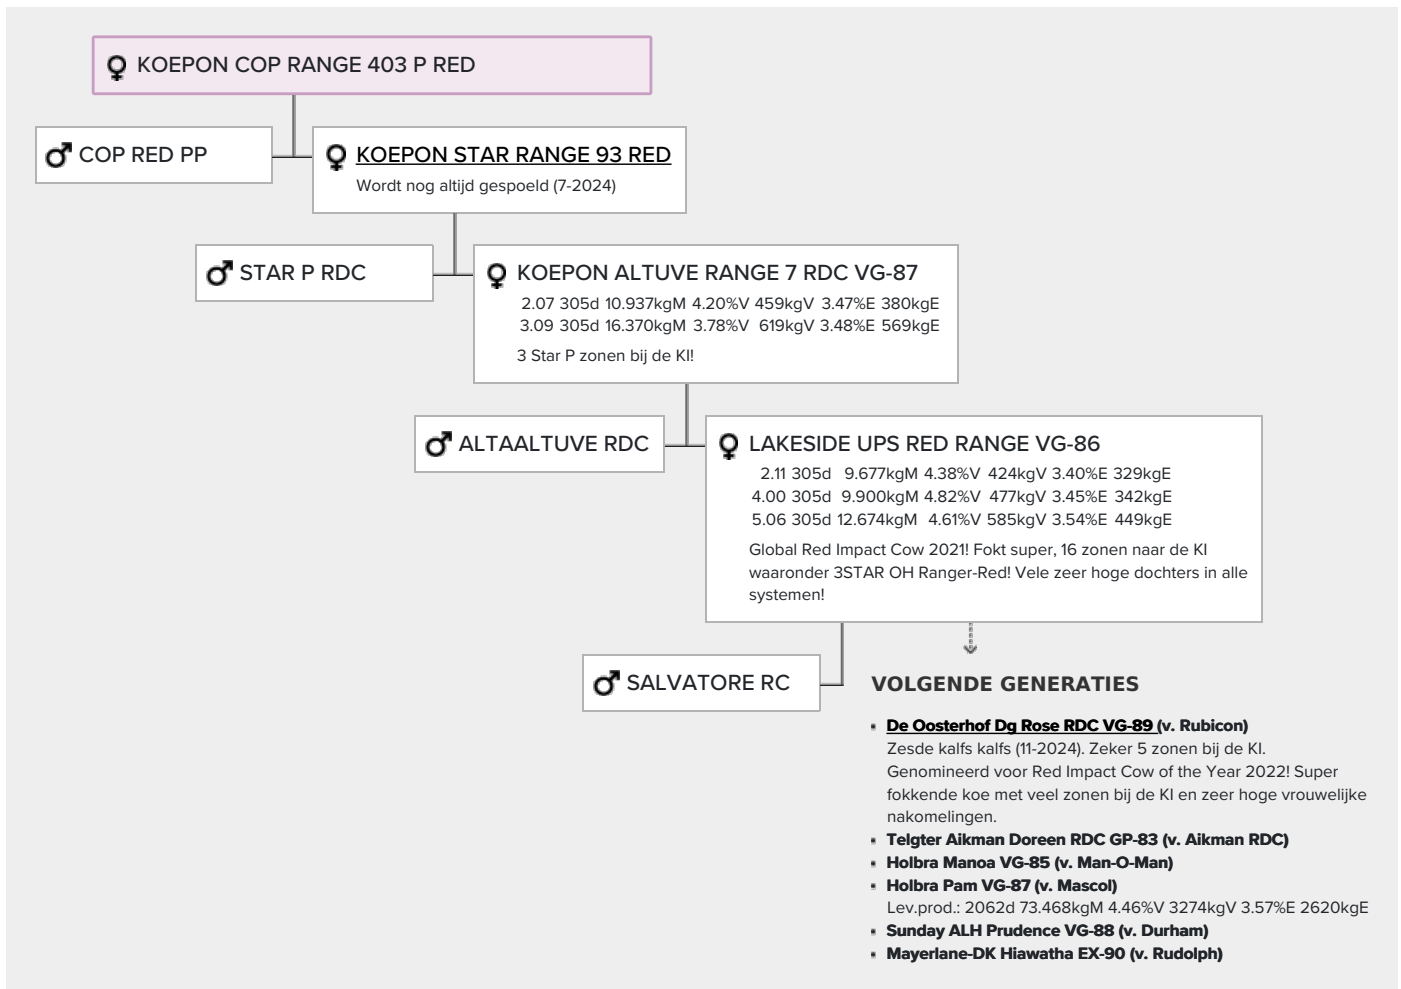 KOEPON COP RANGE 403 P RED
COP RED PP
KOEPON STAR RANGE 93 RED
Wordt nog altijd gespoeld (7-2024)
STAR P RDC
KOEPON ALTUVE RANGE 7 RDC VG-87
2.07 305d 10.937kgM 4.20%V 459kgV 3.47%E 380kgE
3.09 305d 16.370kgM 3.78%V 619kgV 3.48%E 569kgE
3 Star P zonen bij de KI!
ALTAALTUVE RDC
LAKESIDE UPS RED RANGE VG-86
2.11 305d 9.677kgM 4.38%V 424kgV 3.40%E 329kgE
4.00 305d 9.900kgM 4.82%V 477kgV 3.45%E 342kgE
5.06 305d 12.674kgM 4.61%V 585kgV 3.54%E 449kgE
Global Red Impact Cow 2021! Fokt super, 16 zonen naar de KI
waaronder 3STAR OH Ranger-Red! Vele zeer hoge dochters in alle
systemen!
SALVATORE RC
VOLGENDE GENERATIES
De Oosterhof Dg Rose RDC VG-89 (v. Rubicon)
Zesde kalfs kalfs (11-2024). Zeker 5 zonen bij de KI.
Genomineerd voor Red Impact Cow of the Year 2022! Super
fokkende koe met veel zonen bij de KI en zeer hoge vrouwelijke
nakomelingen.
Telgter Aikman Doreen RDC GP-83 (v. Aikman RDC)
Holbra Manoa VG-85 (v. Man-O-Man)
Holbra Pam VG-87 (v. Mascol)
Lev.prod.: 2062d 73.468kgM 4.46%V 3274kgV 3.57%E 2620kgE
Sunday ALH Prudence VG-88 (v. Durham)
Mayerlane-DK Hiawatha EX-90 (v. Rudolph)